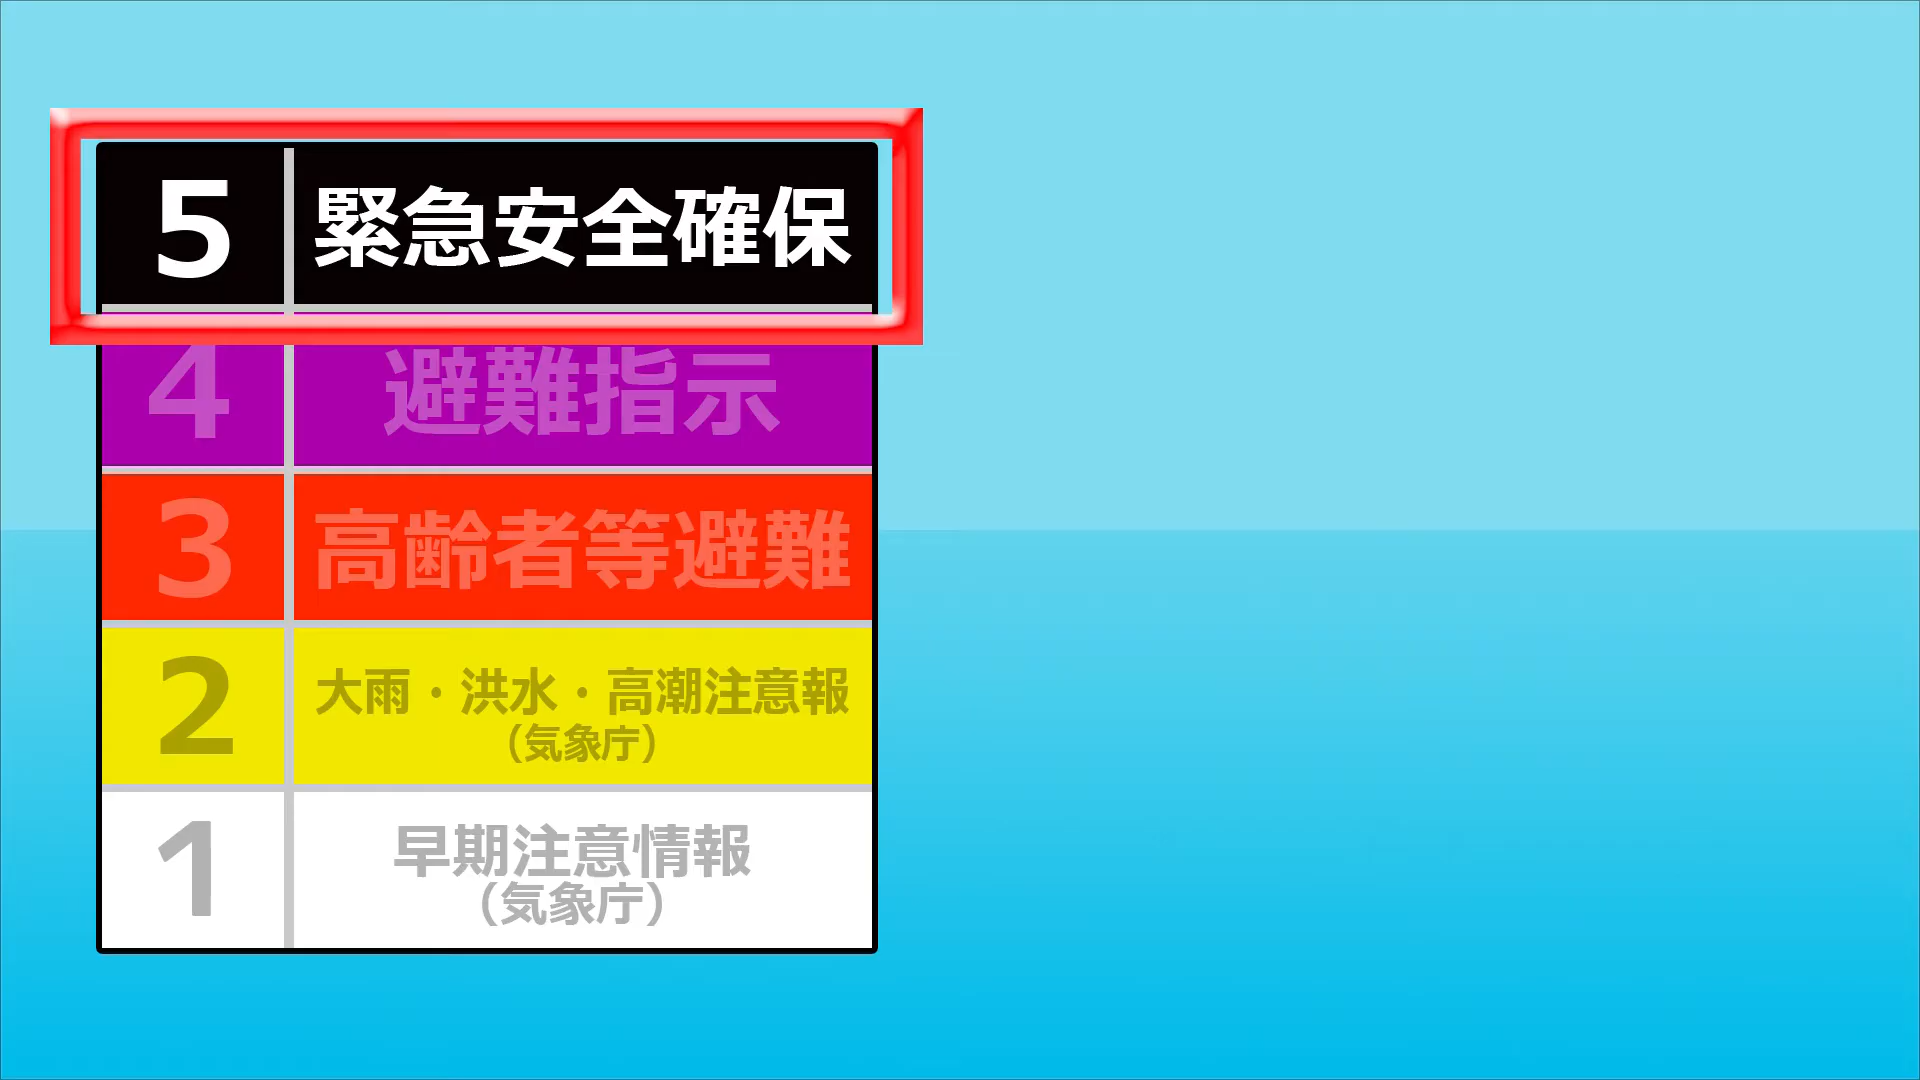 5 緊急安全確保
4 避難指示
3 高齢者等避難
2 大雨・洪水・高潮注意報
（気象庁）
1 早期注意情報
（気象庁）